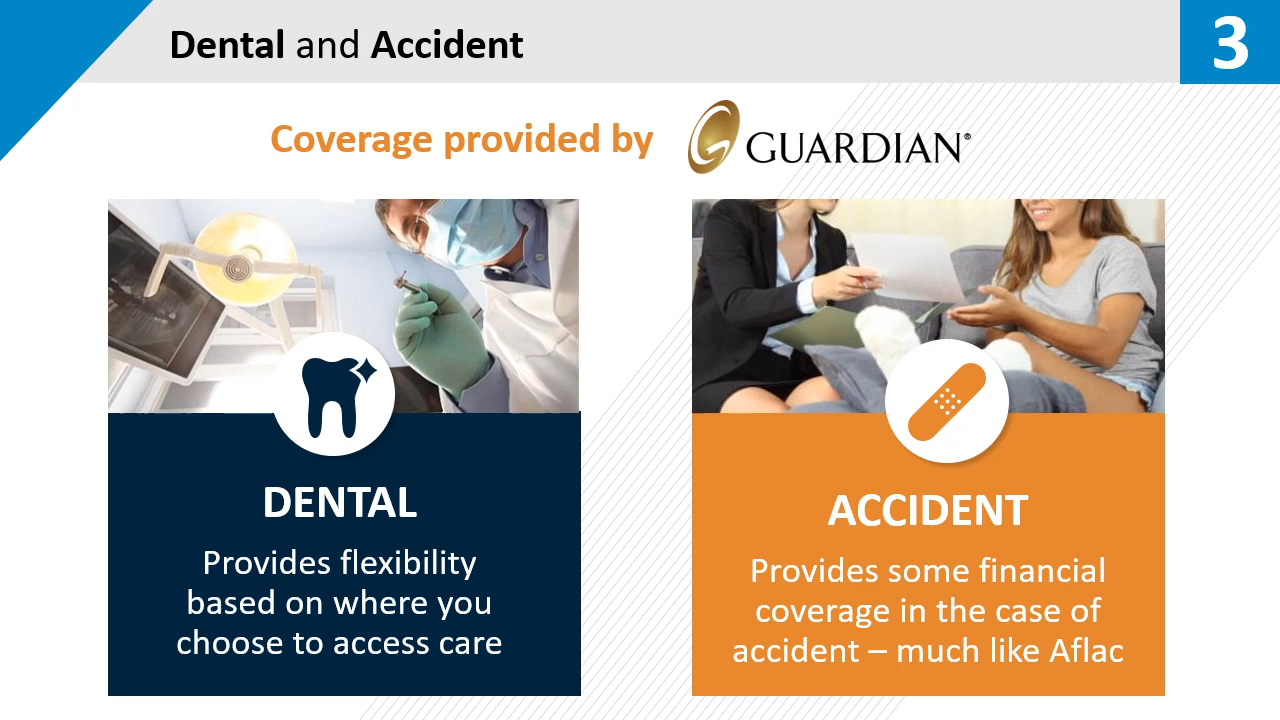 Dental and Accident
3
Coverage provided by
GUARDIAN®
DENTAL
Provides flexibility
based on where you
choose to access care
ACCIDENT
Provides some financial
coverage in the case of
accident – much like Aflac